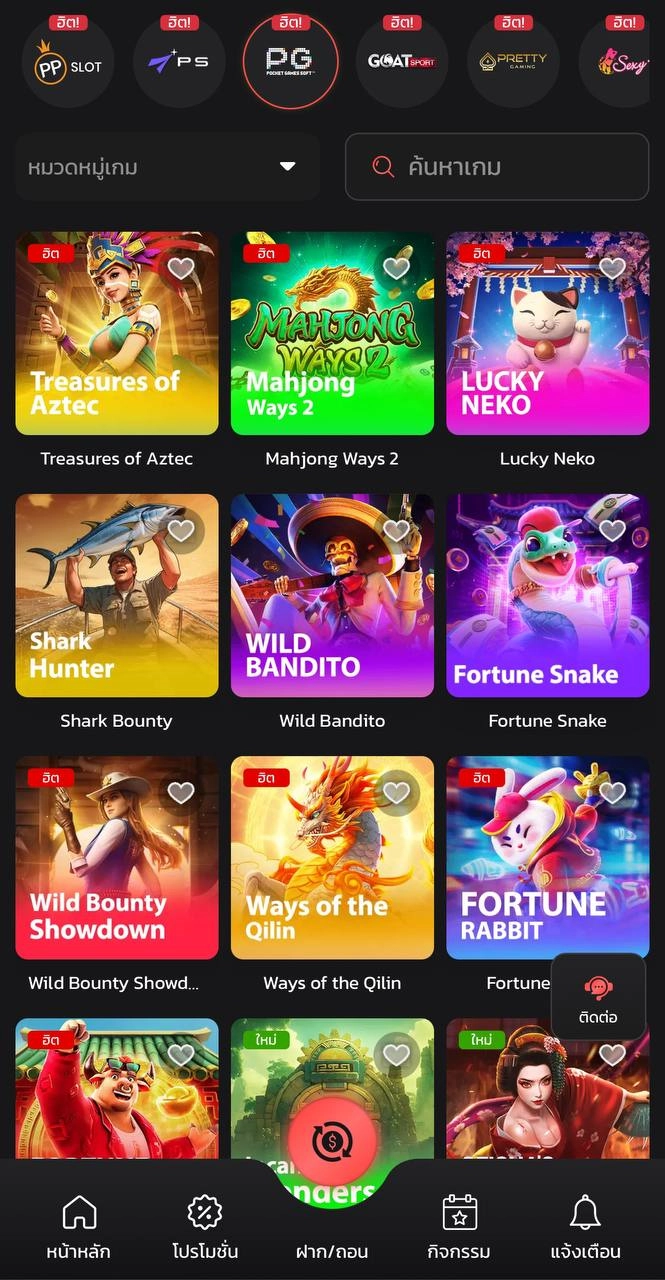 ฮิต!
ฮิต!
ฮิต!
ฮิต!
ฮิต!
ฮิต!
PP SLOT
PS
PG
POCKET GAMES SOFT
GOAT SPORT
PRETTY
GAMING
Sexy
หมวดหมู่เกม
ค้นหาเกม
ฮิต
Treasures of
Aztec
Treasures of Aztec
ฮิต
MAHJONG
WAYS 2
Mahjong
Ways 2
Mahjong Ways 2
ฮิต
LUCKY
NEKO
Lucky Neko
Shark
Hunter
Shark Bounty
WILD
BANDITO
Wild Bandito
Fortune Snake
Fortune Snake
ฮิต
Wild Bounty
Showdown
Wild Bounty Showd...
ฮิต
Ways of the
Qilin
Ways of the Qilin
ฮิต
FORTUNE
RABBIT
Fortune
ติดต่อ
ฮิต
ใหม่
ใหม่
หน้าหลัก
โปรโมชั่น
ฝาก/ถอน
กิจกรรม
แจ้งเตือน